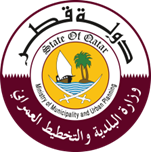 دولة قطر
State Of Qatar
Ministry of Municipality and Urban Planning
وزارة البلدية والتخطيط العمراني